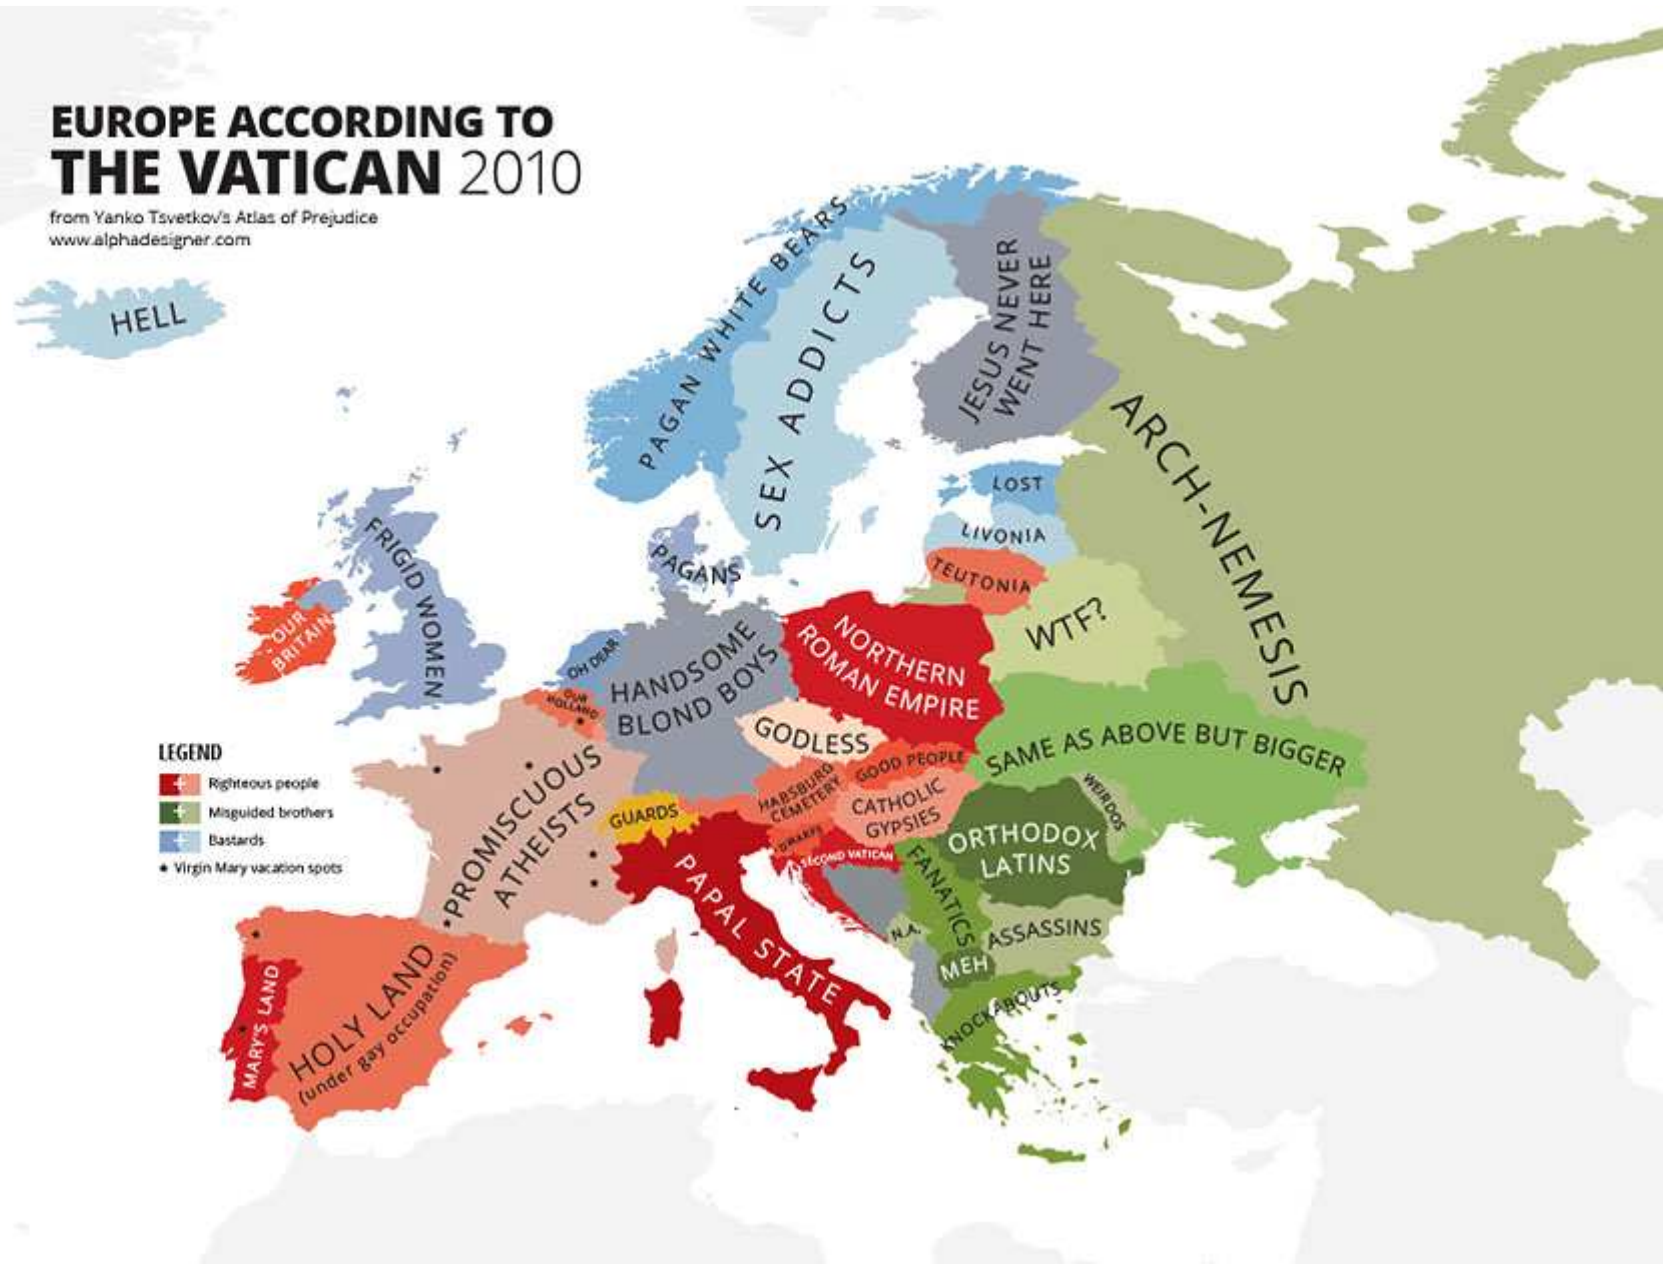 EUROPE ACCORDING TO
THE VATICAN 2010
from Yanko Tsvetkov's Atlas of Prejudice
www.alphadesigner.com
HELL
PAGAN WHITE BEARS
SEX ADDICTS
JESUS NEVER
WENT HERE
ARCH-NEMESIS
LOST
LIVONIA
TEUTONIA
FRIGID WOMEN
PAGANS
OUR
BRITAIN
WTF?
OH DEAR
OUR
HOLLAND
HANDSOME
BLOND BOYS
NORTHERN
ROMAN EMPIRE
GODLESS
SAME AS ABOVE BUT BIGGER
LEGEND
Righteous people
Misguided brothers
Bastards
Virgin Mary vacation spots
PROMISCUOUS
ATHEISTS
GUARDS
HABSBURG
CEMETERY
GOOD PEOPLE
CATHOLIC
GYPSIES
WEIRDOS
DWARFS
SECOND VATICAN
ORTHODOX
LATINS
PAPAL STATE
FANATICS
N.A.
ASSASSINS
MEH
KNOCKABOUTS
MARY'S LAND
HOLY LAND
(under gay occupation)